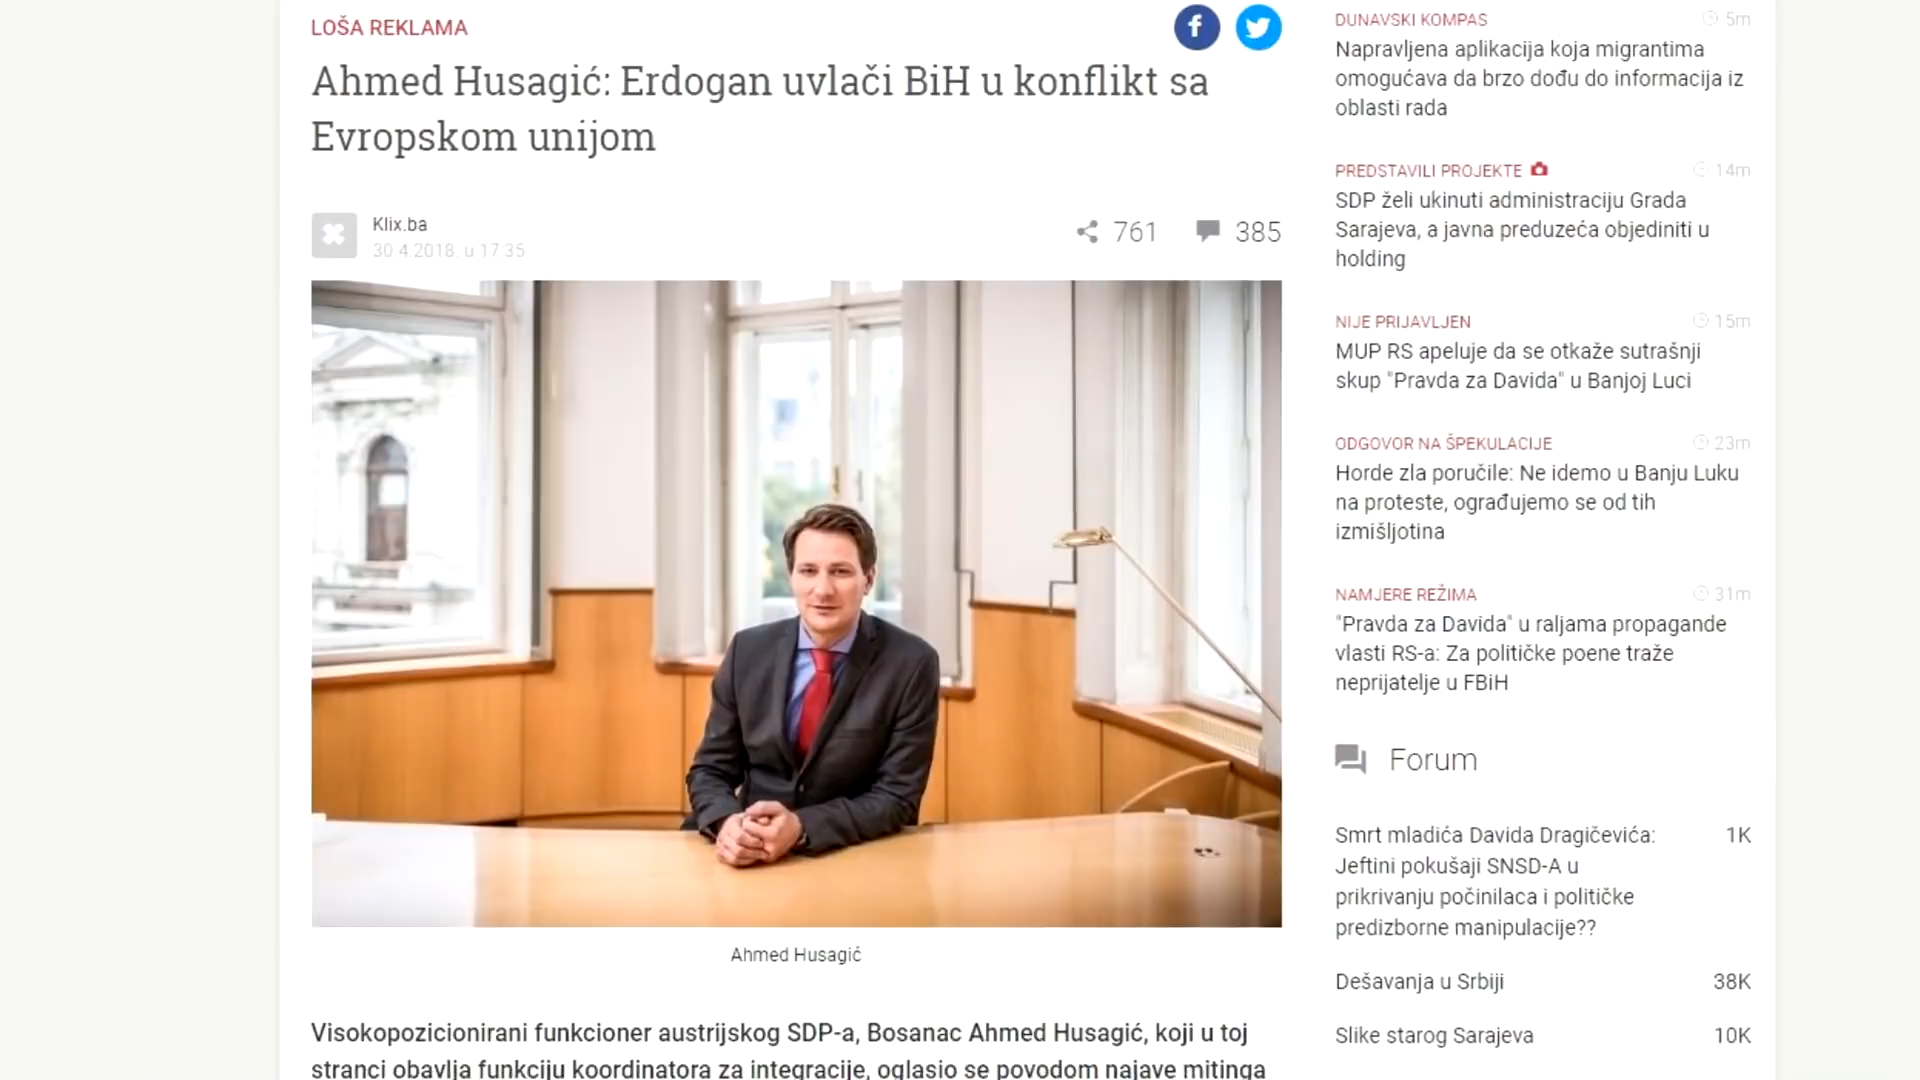 LOŠA REKLAMA
Ahmed Husagić: Erdogan uvlači BiH u konflikt sa
Evropskom unijom
Klix.ba
30.4.2018. u 17:35
761
385
Ahmed Husagić
Visokopozicionirani funkcioner austrijskog SDP-a, Bosanac Ahmed Husagić, koji u toj
stranci obavlja funkciju koordinatora za integracije, oglasio se povodom najave mitinga
DUNAVSKI KOMPAS
5m
Napravljena aplikacija koja migrantima
omogućava da brzo dođu do informacija iz
oblasti rada
PREDSTAVILI PROJEKTE
14m
SDP želi ukinuti administraciju Grada
Sarajeva, a javna preduzeća objediniti u
holding
NIJE PRIJAVLJEN
15m
MUP RS apeluje da se otkaže sutrašnji
skup "Pravda za Davida" u Banjoj Luci
ODGOVOR NA ŠPEKULACIJE
23m
Horde zla poručile: Ne idemo u Banju Luku
na proteste, ograđujemo se od tih
izmišljotina
NAMJERE REŽIMA
31m
"Pravda za Davida" u raljama propagande
vlasti RS-a: Za političke poene traže
neprijatelje u FBiH
Forum
Smrt mladića Davida Dragičevića:
1K
Jeftini pokušaji SNSD-A u
prikrivanju počinilaca i političke
predizborne manipulacije??
Dešavanja u Srbiji
38K
Slike starog Sarajeva
10K